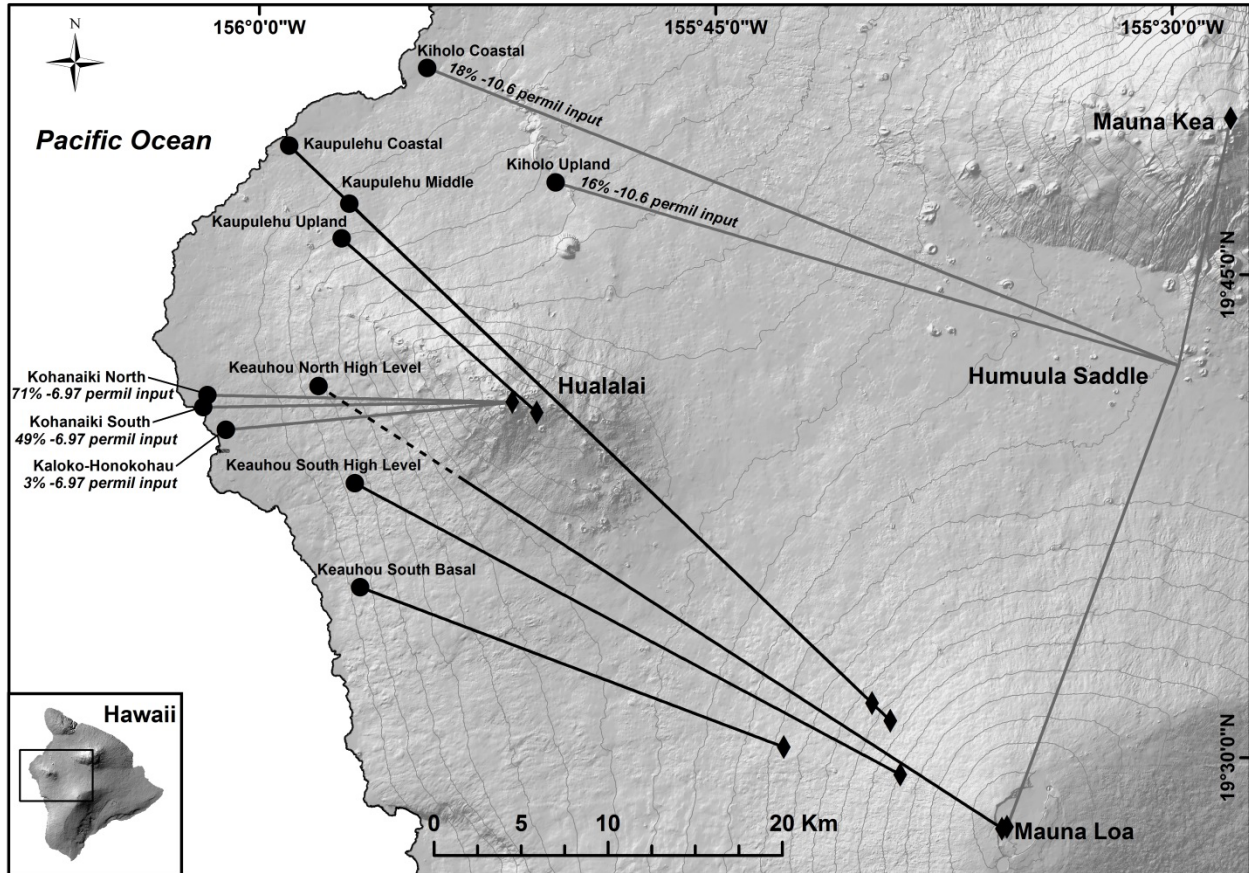 156°0'0"W
155°45'0"W
155°30'0"W
N
Kiholo Coastal
18% -10.6 permil input
Mauna Kea
Pacific Ocean
Kaupulehu Coastal
Kiholo Upland
16% -10.6 permil input
Kaupulehu Middle
Kaupulehu Upland
19°45'0"N
Keauhou North High Level
Hualalai
Humuula Saddle
Kohanaiki North
71% -6.97 permil input
Kohanaiki South
49% -6.97 permil input
Kaloko-Honokohau
3% -6.97 permil input
Keauhou South High Level
Keauhou South Basal
19°30'0"N
Hawaii
0 5 10 20 Km
Mauna Loa